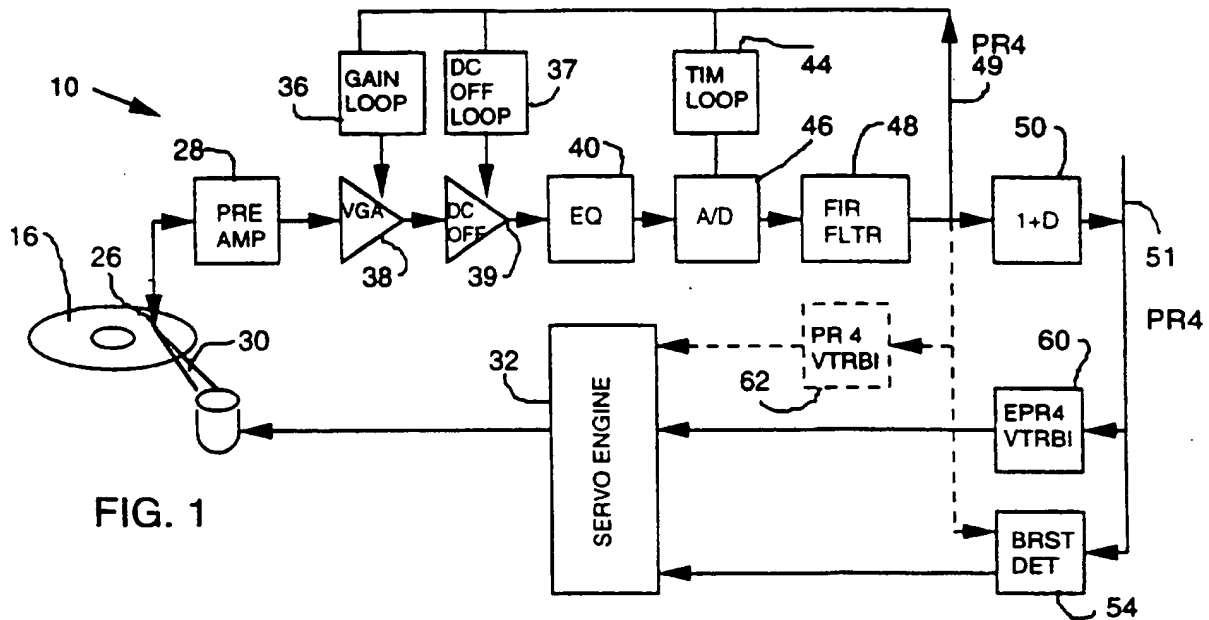 10
36
GAIN
LOOP
DC
OFF
LOOP
37
TIM
LOOP
44
PR4
49
28
PRE
AMP
VGA
38
DC
OFF
39
40
EQ
46
A/D
48
FIR
FLTR
50
1+D
51
PR4
16
26
30
32
SERVO ENGINE
PR 4
VTRBI
62
60
EPR4
VTRBI
BRST
DET
54
FIG. 1